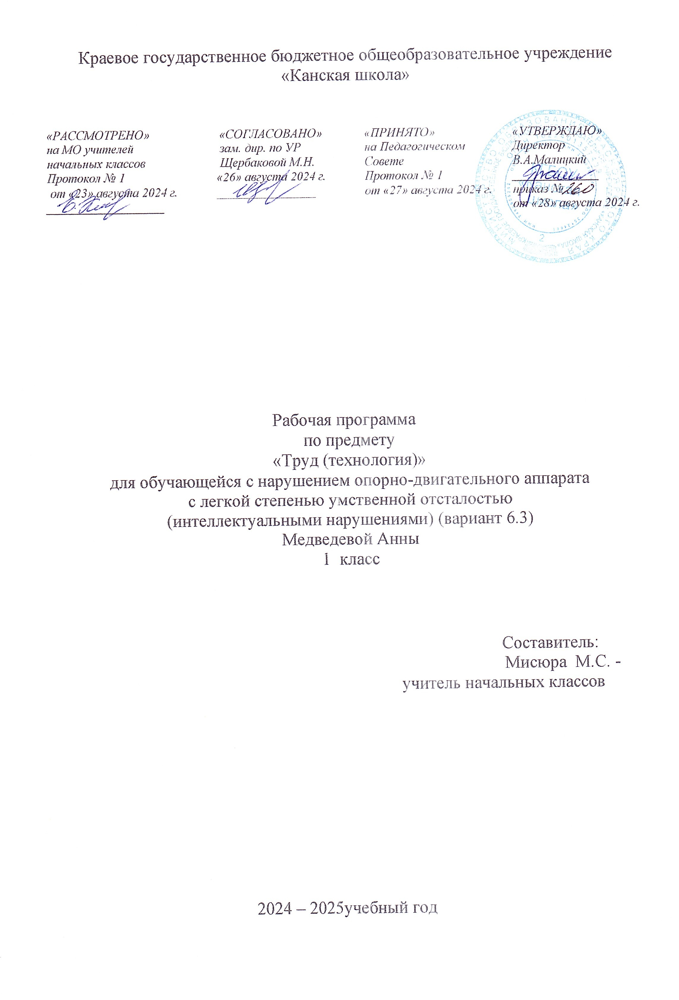 Краевое государственное бюджетное общеобразовательное учреждение
«Канская школа»
«РАССМОТРЕНО»
на МО учителей
начальных классов
Протокол № 1
от «23» августа 2024 г.
«СОГЛАСОВАНО»
зам. дир. по УР
Щербаковой М.Н.
«26» августа 2024 г.
«ПРИНЯТО»
на Педагогическом
Совете
Протокол № 1
от «27» августа 2024 г.
«УТВЕРЖДАЮ»
Директор
В.А.Малицкий
приказ № 260
от «28» августа 2024 г.
2
Рабочая программа
по предмету
«Труд (технология)»
для обучающейся с нарушением опорно-двигательного аппарата
с легкой степенью умственной отсталостью
(интеллектуальными нарушениями) (вариант 6.3)
Медведевой Анны
1 класс
Составитель:
Мисюра М.С. -
учитель начальных классов
2024 – 2025учебный год